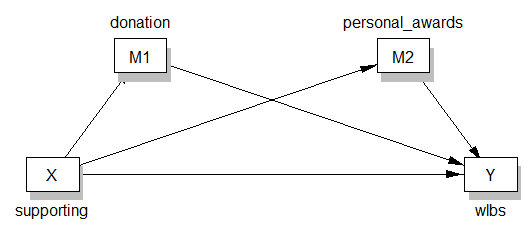 donation personal_awards
M1 M2
X Y
supporting wlbs